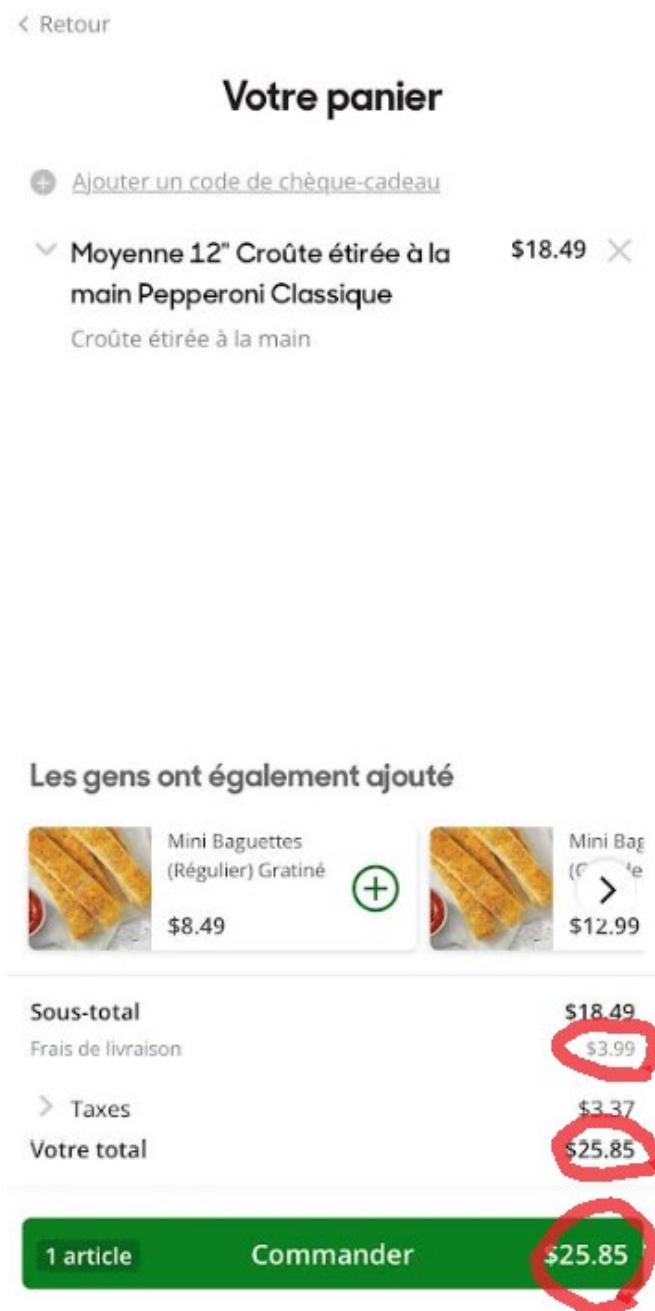 < Retour
Votre panier
Ajouter un code de chèque-cadeau
Moyenne 12" Croûte étirée à la $18.49
main Pepperoni Classique
Croûte étirée à la main
Les gens ont également ajouté
Mini Baguettes
(Régulier) Gratiné
$8.49
Mini Bag
$12.99
Sous-total $18.49
Frais de livraison $3.99
> Taxes $3.37
Votre total $25.85
1 article Commander $25.85